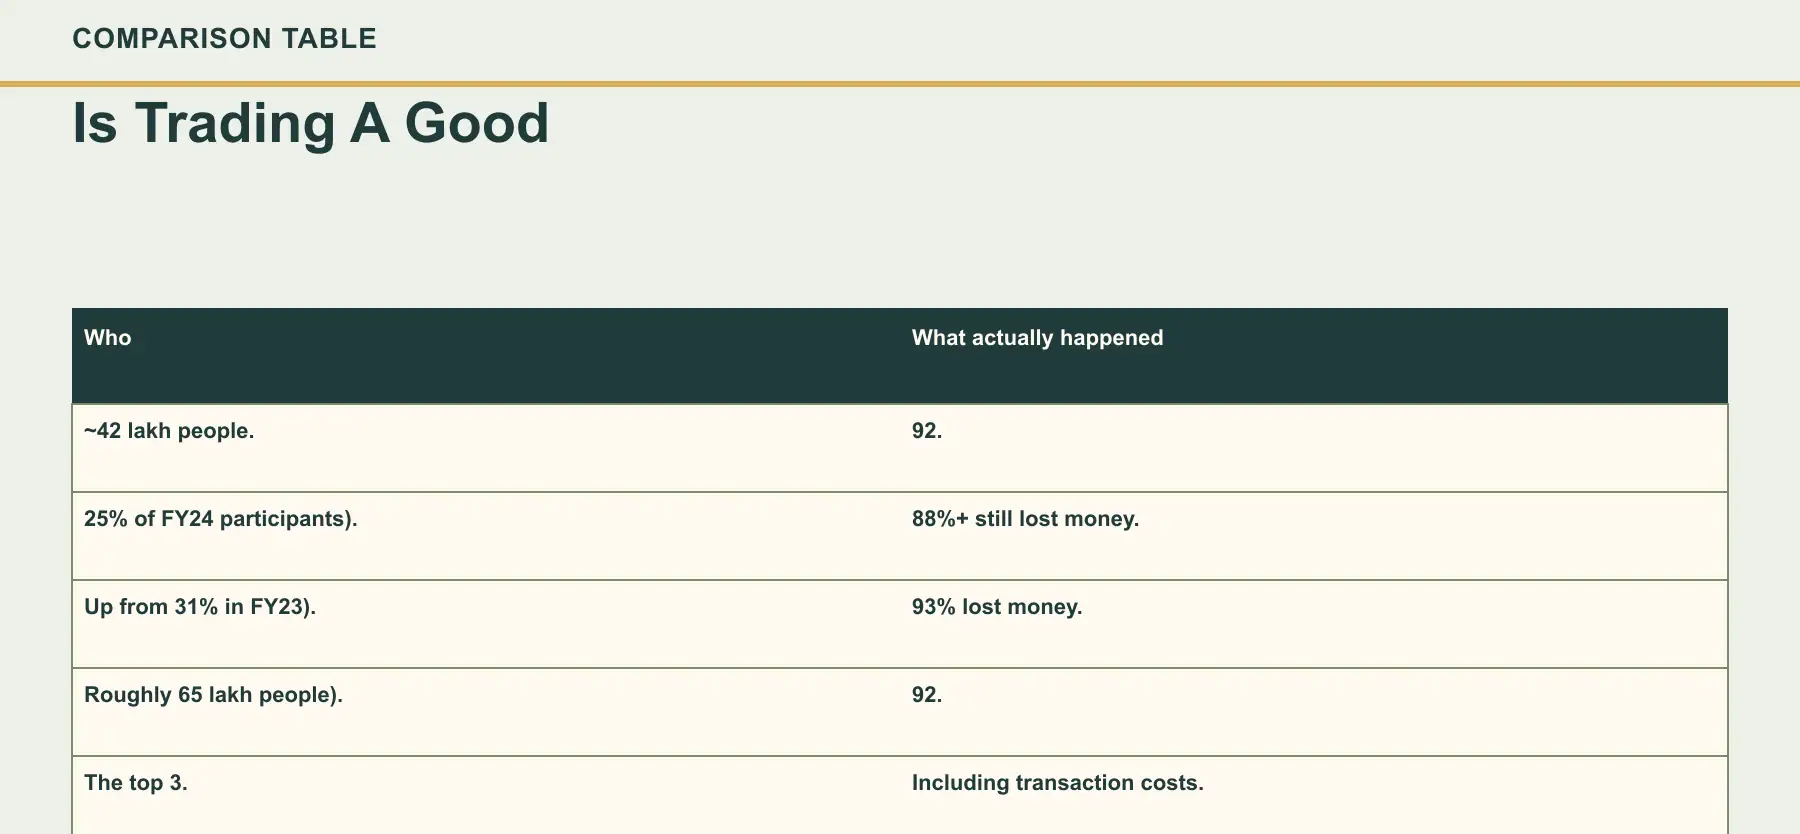 COMPARISON TABLE
Is Trading A Good
Who What actually happened
~42 lakh people. 92.
25% of FY24 participants). 88%+ still lost money.
Up from 31% in FY23). 93% lost money.
Roughly 65 lakh people). 92.
The top 3. Including transaction costs.